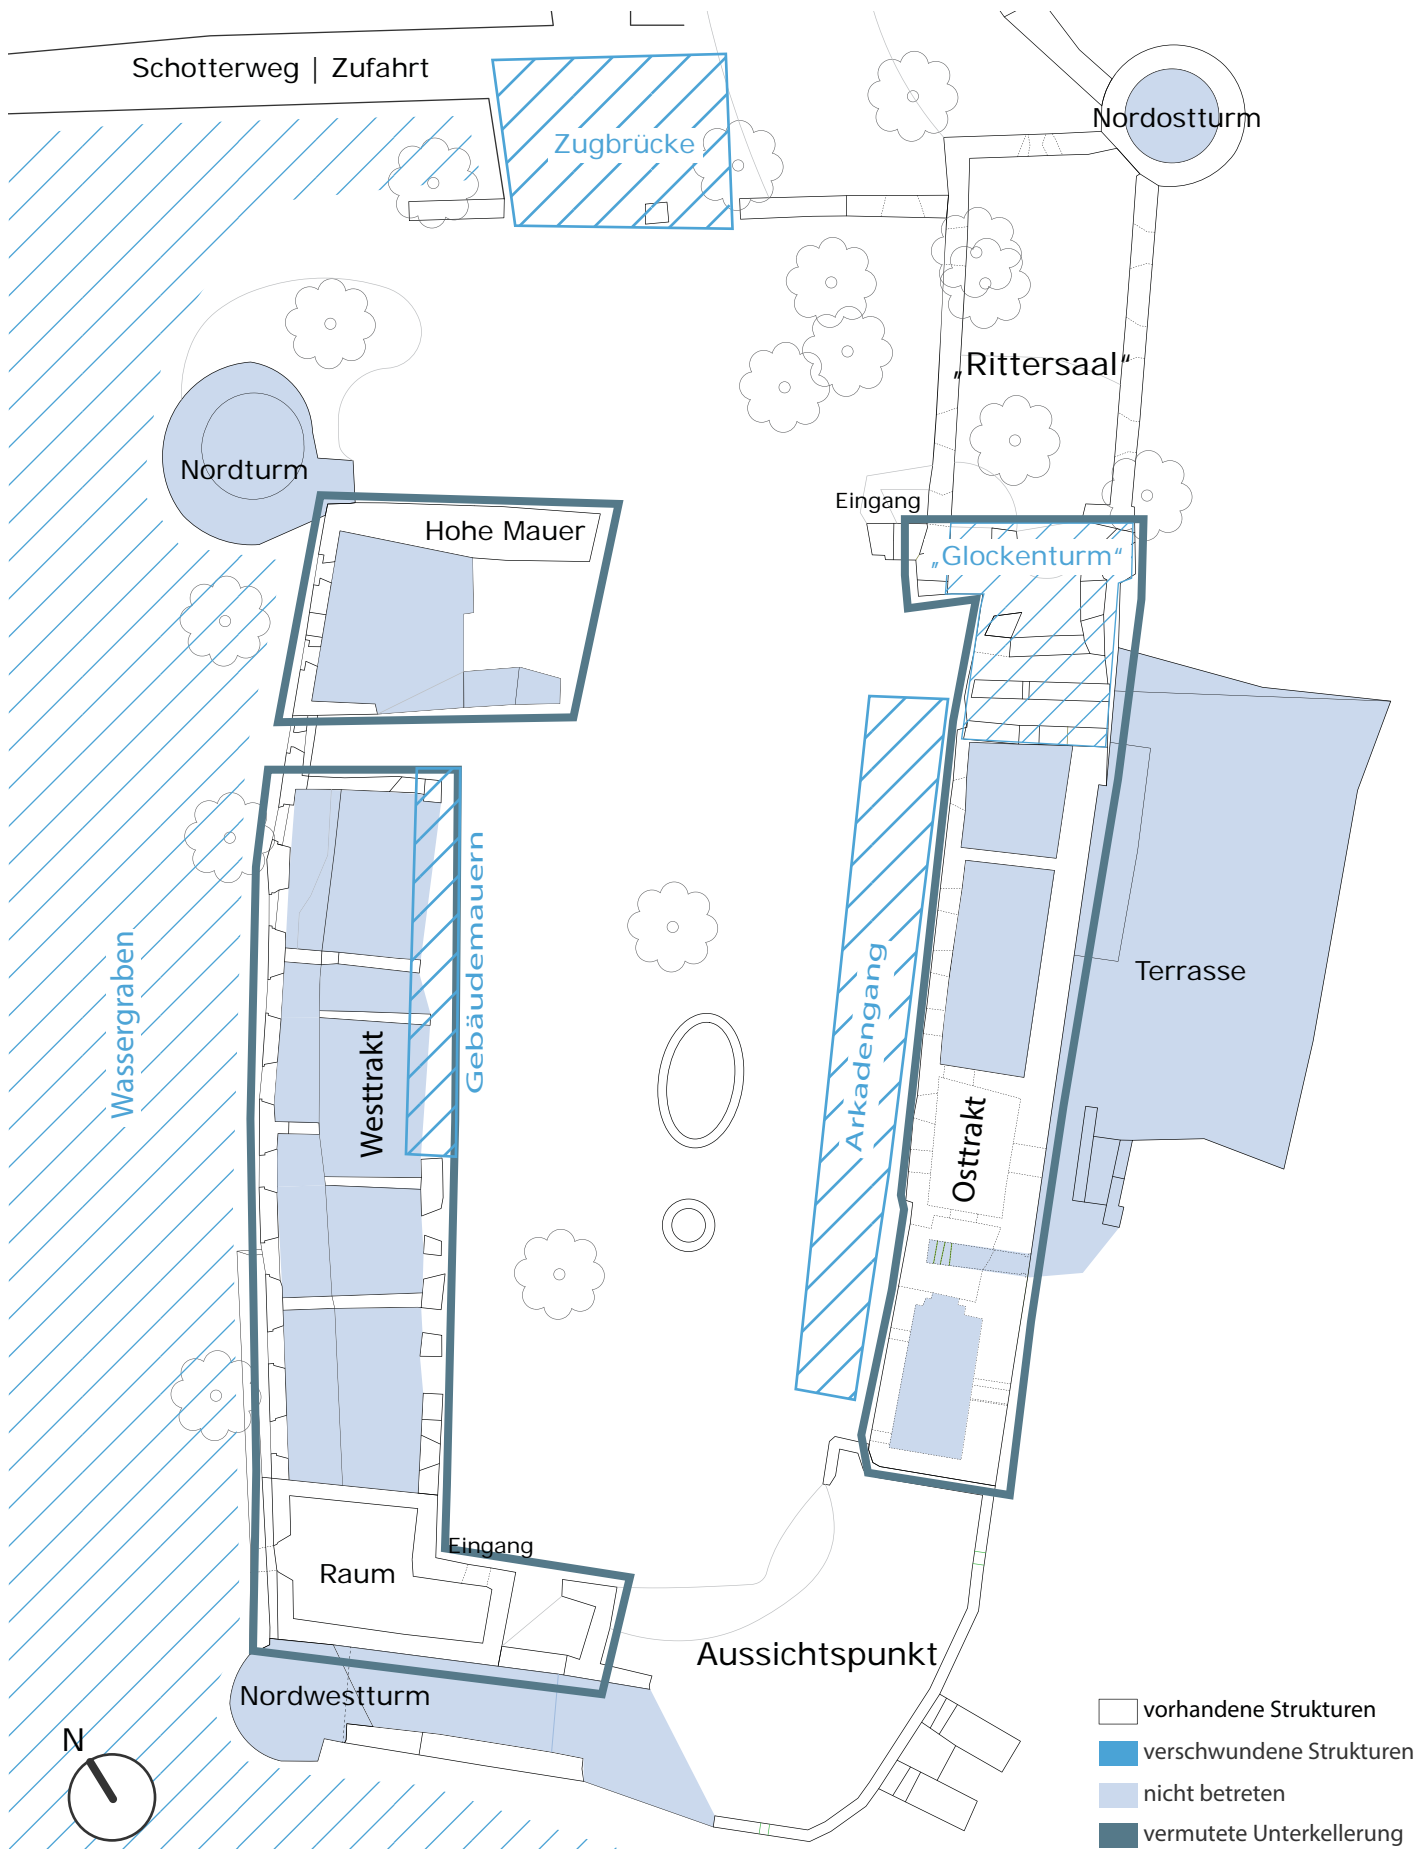 Schotterweg | Zufahrt
Zugbrücke
Nordostturm
„Rittersaal“
Nordturm
Eingang
Hohe Mauer
„Glockenturm“
Wassergraben
Westtrakt
Gebäudemauern
Arkadengang
Osttrakt
Terrasse
Eingang
Raum
Aussichtspunkt
Nordwestturm
N
vorhandene Strukturen
verschwundene Strukturen
nicht betreten
vermutete Unterkellerung